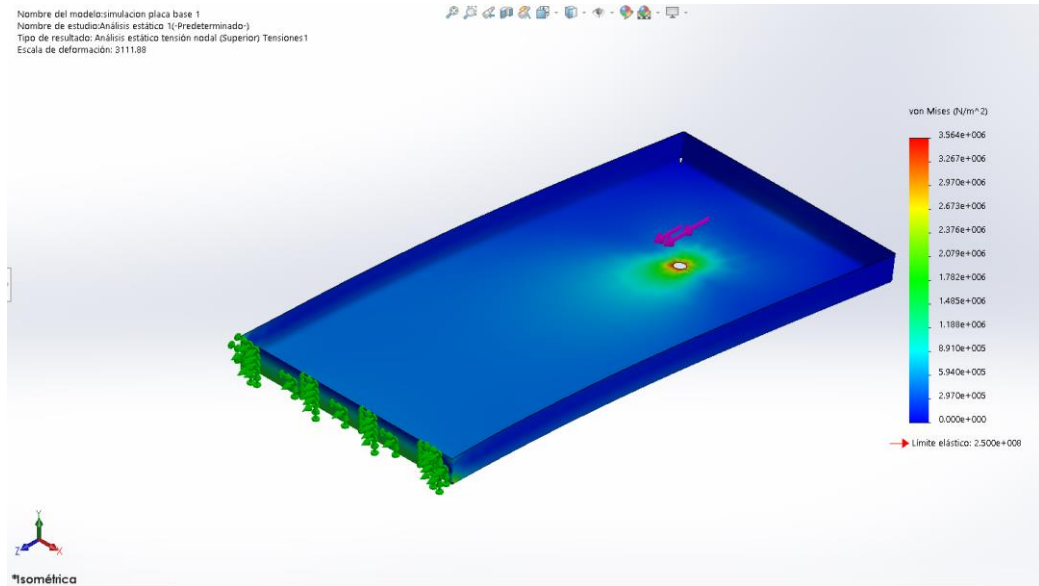 Nombre del modelo:simulacion placa base 1
Nombre de estudio:Análisis estático 1(-Predeterminado-)
Tipo de resultado: Análisis estático tensión nodal (Superior) Tensiones1
Escala de deformación: 3111.88
von Mises (N/m^2)
3.564e+006
3.267e+006
2.970e+006
2.673e+006
2.376e+006
2.079e+006
1.782e+006
1.485e+006
1.188e+006
8.910e+005
5.940e+005
2.970e+005
0.000e+000
Límite elástico: 2.500e+008
Y
Z
X
*Isométrica